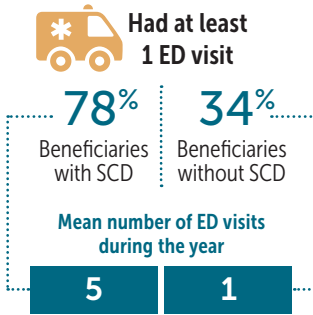 Had at least
1 ED visit
78% 34%
Beneficiaries Beneficiaries
with SCD without SCD
Mean number of ED visits
during the year
5 1